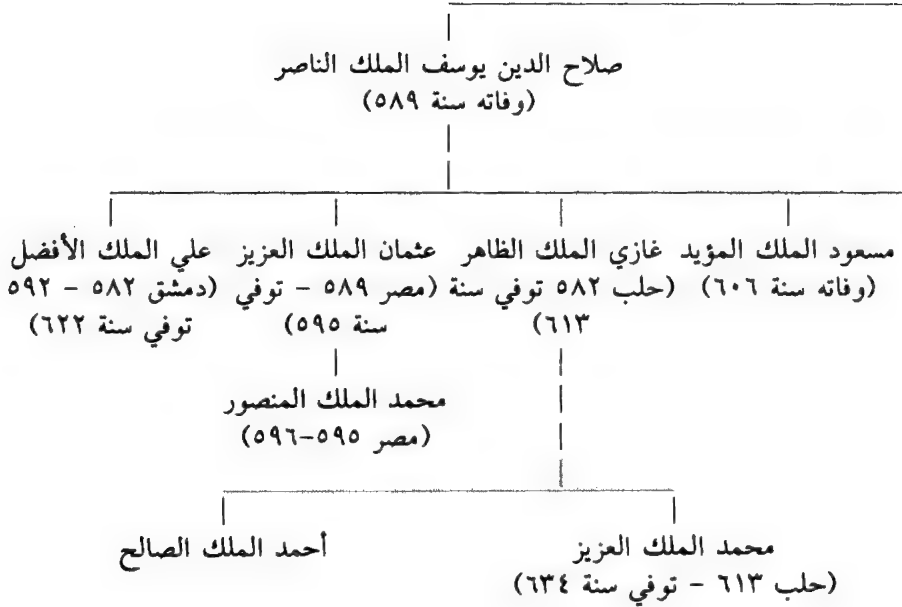 صلاح الدين يوسف الملك الناصر
(وفاته سنة ٥٨٩)
مسعود الملك المؤيد
(وفاته سنة ٦٠٦)
غازي الملك الظاهر
(حلب ٥٨٢ توفي سنة
٦١٣)
عثمان الملك العزيز
(مصر ٥٨٩ - توفي
سنة ٥٩٥)
علي الملك الأفضل
(دمشق ٥٨٢ - ٥٩٢
توفي سنة ٦٢٢)
محمد الملك المنصور
(مصر ٥٩٥-٥٩٦)
محمد الملك العزيز
(حلب ٦١٣ - توفي سنة ٦٣٤)
أحمد الملك الصالح